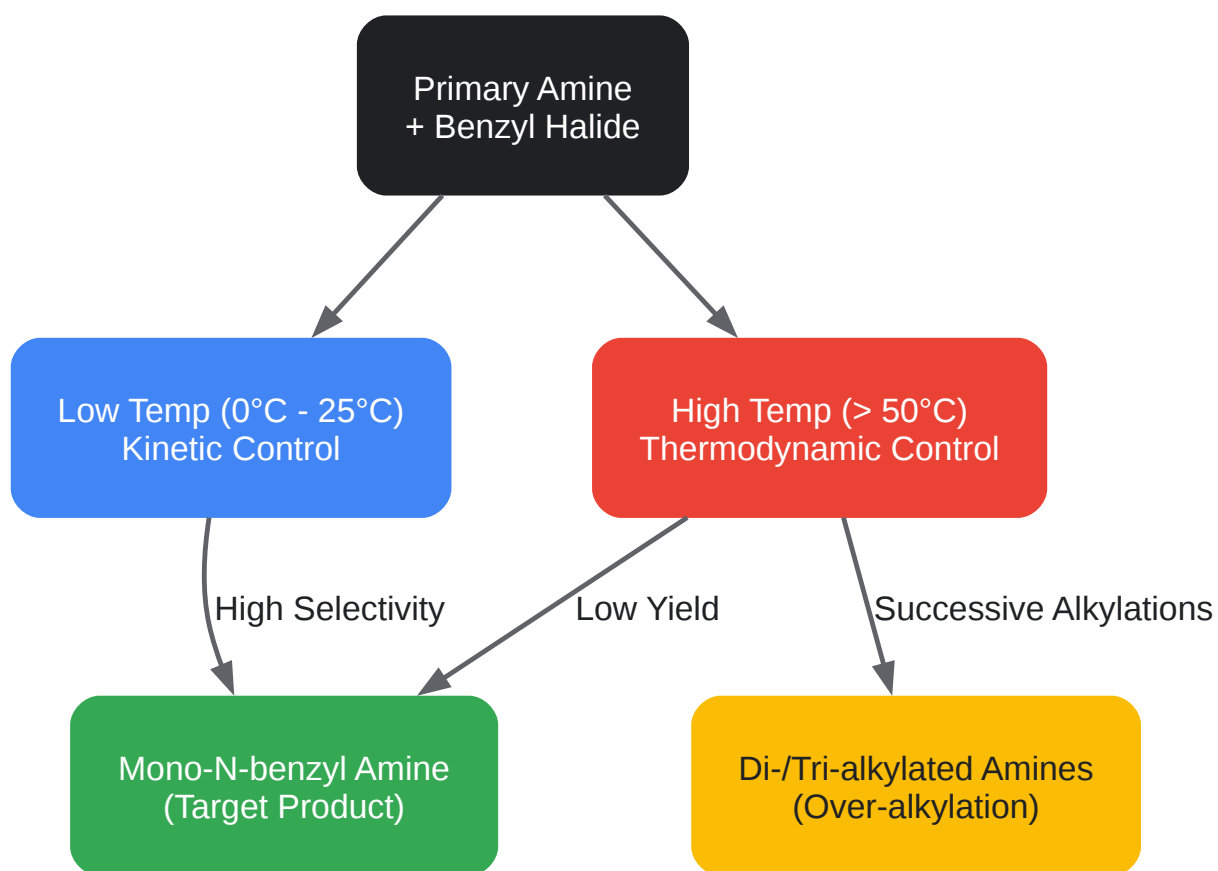 Primary Amine
+ Benzyl Halide
Low Temp (0°C - 25°C)
Kinetic Control
High Temp (> 50°C)
Thermodynamic Control
High Selectivity
Low Yield
Successive Alkylations
Mono-N-benzyl Amine
(Target Product)
Di-/Tri-alkylated Amines
(Over-alkylation)